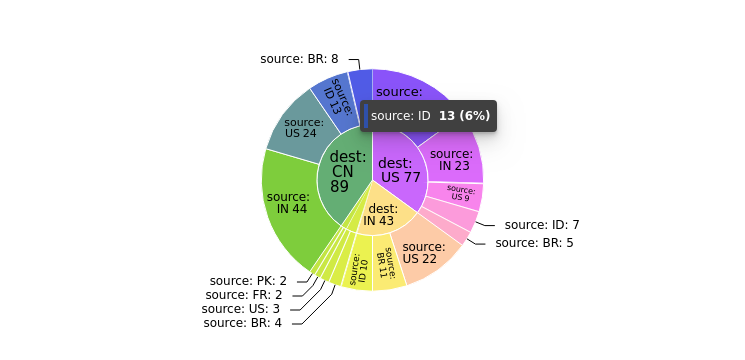 source: BR: 8
source:
source: ID 13 (6%)
source:
ID 13
source:
US 24
dest:
CN
89
dest:
US 77
source:
IN 23
source:
US 9
source: ID: 7
source: BR: 5
source:
IN 44
dest:
IN 43
source:
US 22
source:
BR 11
source:
ID 10
source: PK: 2
source: FR: 2
source: US: 3
source: BR: 4